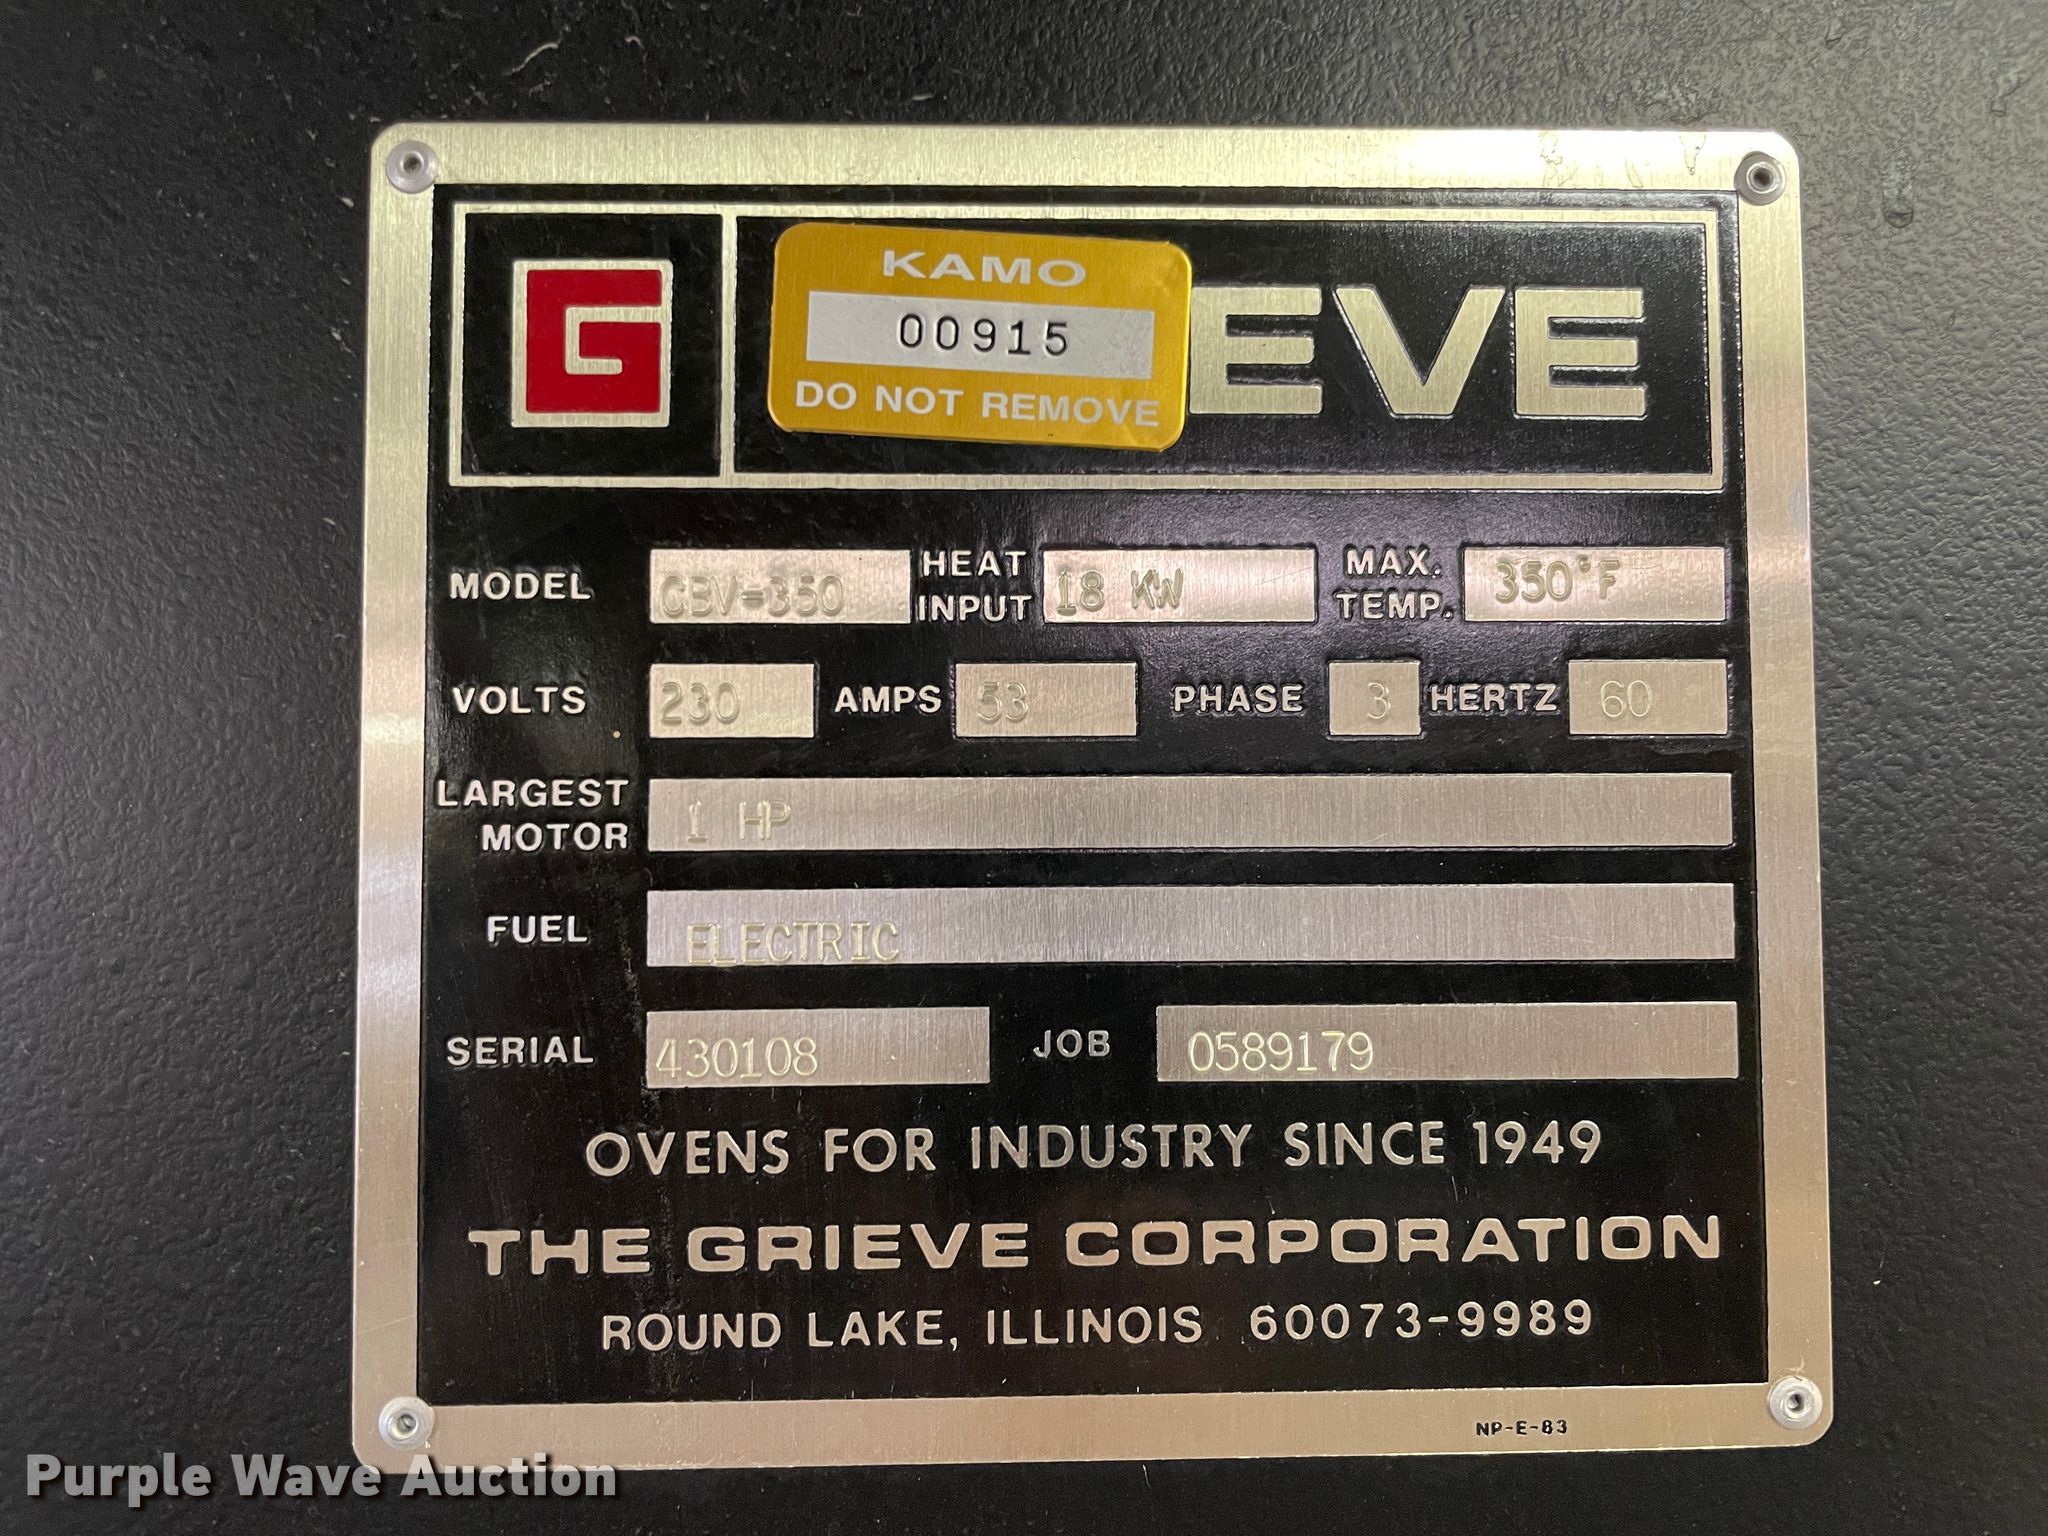 G
KAMO
00915
DO NOT REMOVE
EVE
MODEL CBV-350 HEAT INPUT 18 KW MAX. TEMP. 350°F
VOLTS 230 AMPS 53 PHASE 3 HERTZ 60
LARGEST MOTOR 1 HP
FUEL ELECTRIC
SERIAL 430108 JOB 0589179
OVENS FOR INDUSTRY SINCE 1949
THE GRIEVE CORPORATION
ROUND LAKE, ILLINOIS 60073-9989
NP-E-83
Purple Wave Auction